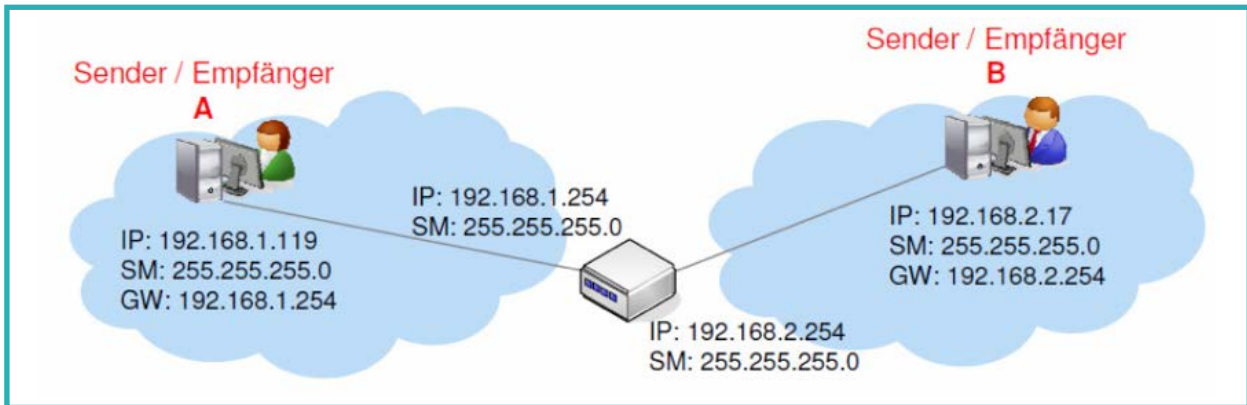 Sender / Empfänger
A
IP: 192.168.1.119
SM: 255.255.255.0
GW: 192.168.1.254
IP: 192.168.1.254
SM: 255.255.255.0
IP: 192.168.2.254
SM: 255.255.255.0
Sender / Empfänger
B
IP: 192.168.2.17
SM: 255.255.255.0
GW: 192.168.2.254